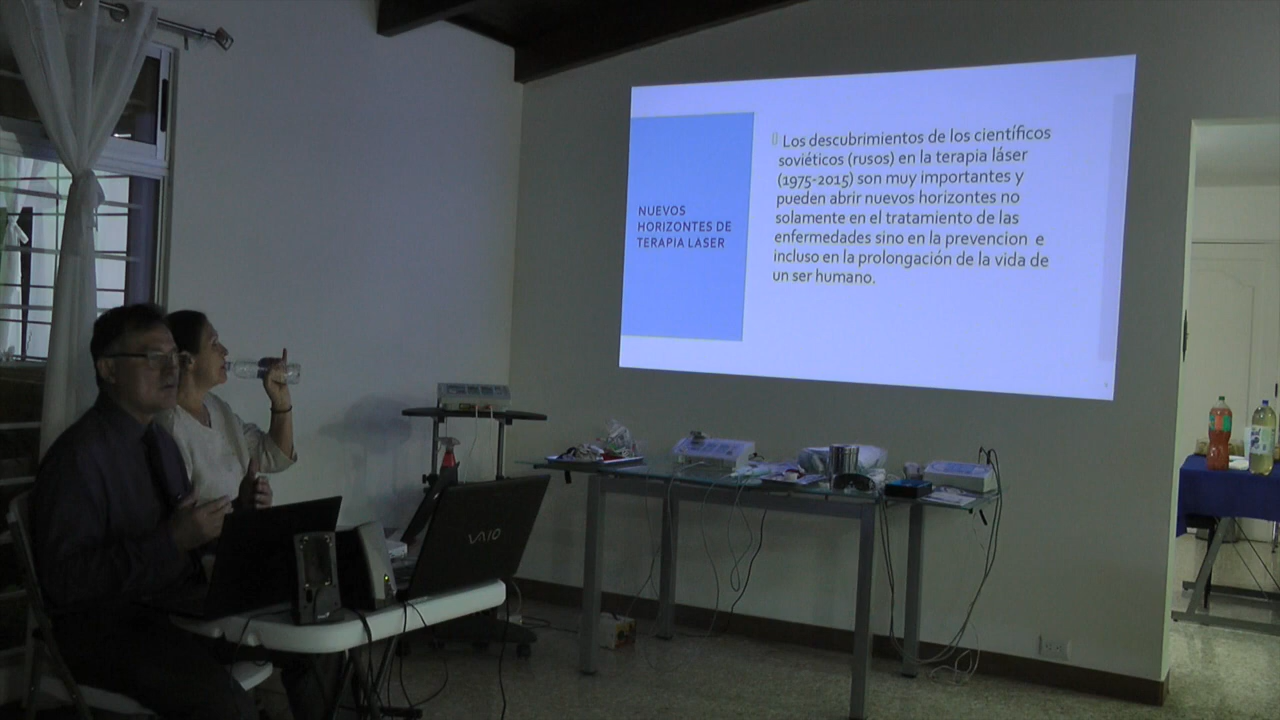 NUEVOS
HORIZONTES DE
TERAPIA LASER
Los descubrimientos de los científicos
soviéticos (rusos) en la terapia láser
(1975-2015) son muy importantes y
pueden abrir nuevos horizontes no
solamente en el tratamiento de las
enfermedades sino en la prevencion e
incluso en la prolongación de la vida de
un ser humano.
VAIO